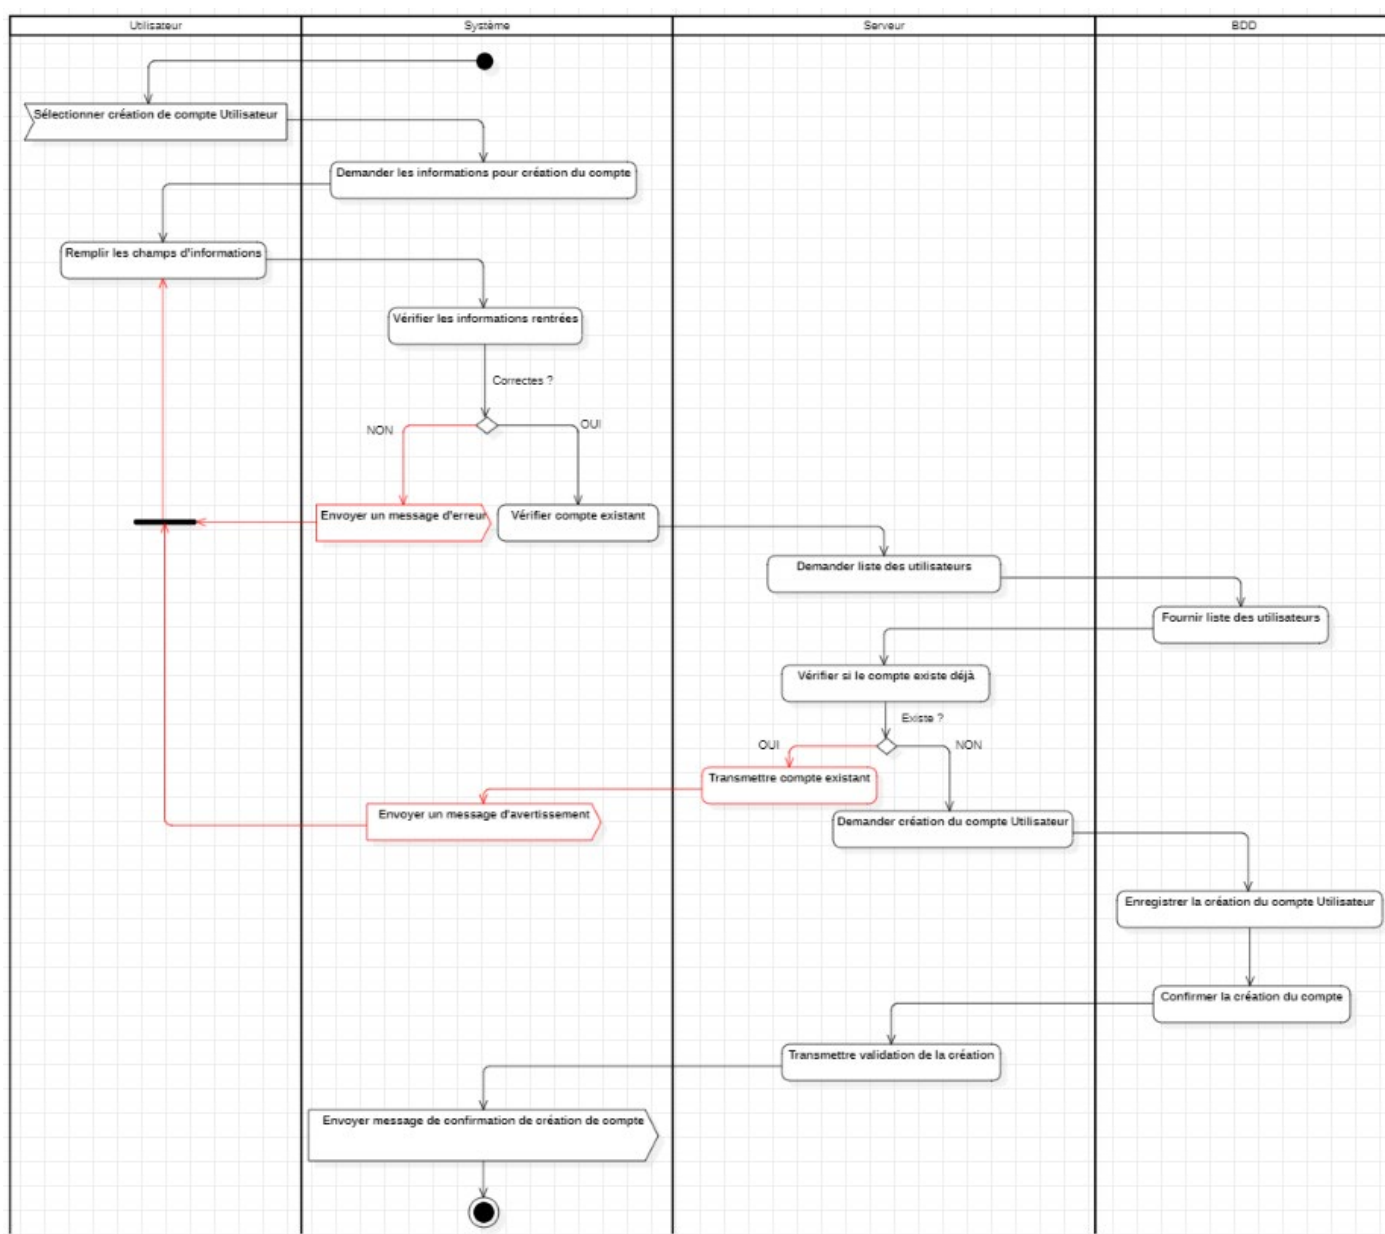 Utilisateur
Système
Serveur
BDD
Sélectionner création de compte Utilisateur
Demander les informations pour création du compte
Remplir les champs d'informations
Vérifier les informations rentrées
Correctes ?
NON
OUI
Envoyer un message d'erreur
Vérifier compte existant
Demander liste des utilisateurs
Fournir liste des utilisateurs
Vérifier si le compte existe déjà
Existe ?
OUI
NON
Transmettre compte existant
Envoyer un message d'avertissement
Demander création du compte Utilisateur
Enregistrer la création du compte Utilisateur
Confirmer la création du compte
Transmettre validation de la création
Envoyer message de confirmation de création de compte